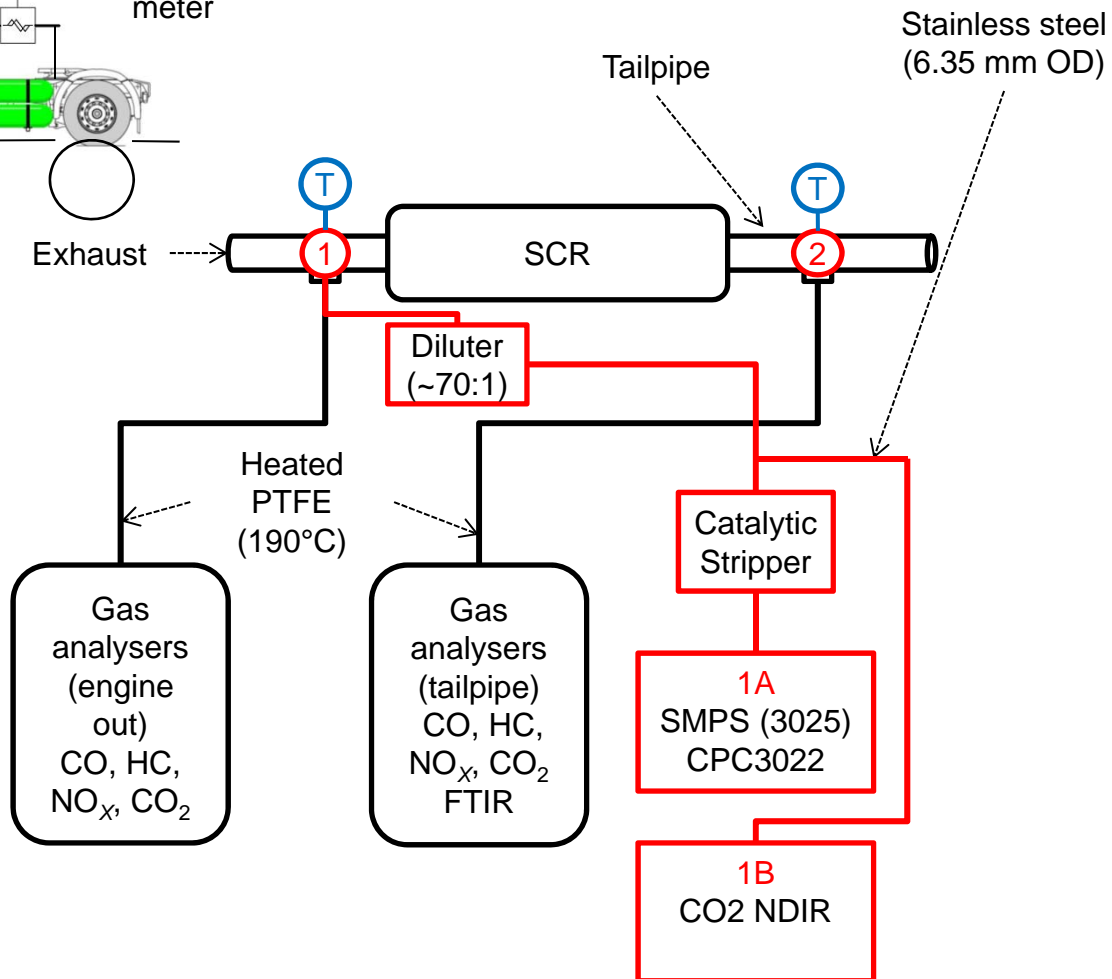 meter
Stainless steel
(6.35 mm OD)
Tailpipe
T
T
Exhaust
1
SCR
2
Diluter
(~70:1)
Heated
PTFE
(190°C)
Catalytic
Stripper
Gas
analysers
(engine
out)
CO, HC,
NOX, CO2
Gas
analysers
(tailpipe)
CO, HC,
NOX, CO2
FTIR
1A
SMPS (3025)
CPC3022
1B
CO2 NDIR